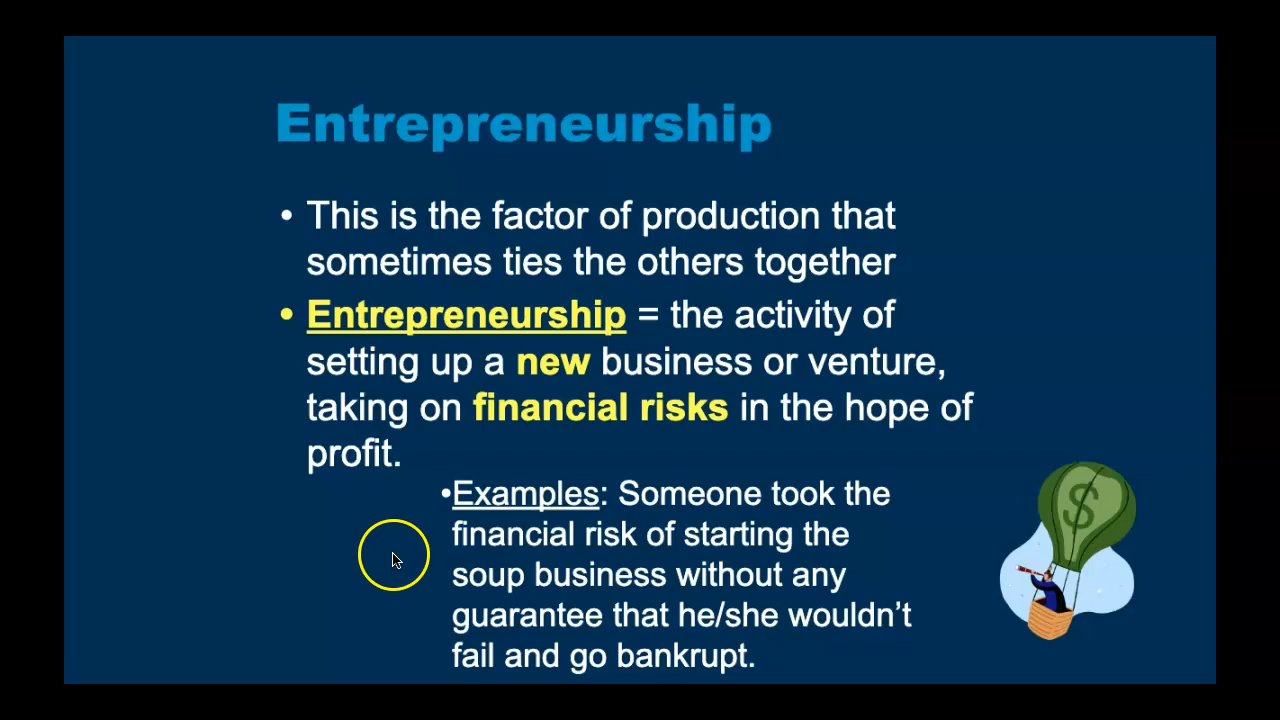 Entrepreneurship
• This is the factor of production that
sometimes ties the others together
• Entrepreneurship = the activity of
setting up a new business or venture,
taking on financial risks in the hope of
profit.
•Examples: Someone took the
financial risk of starting the
soup business without any
guarantee that he/she wouldn’t
fail and go bankrupt.
$